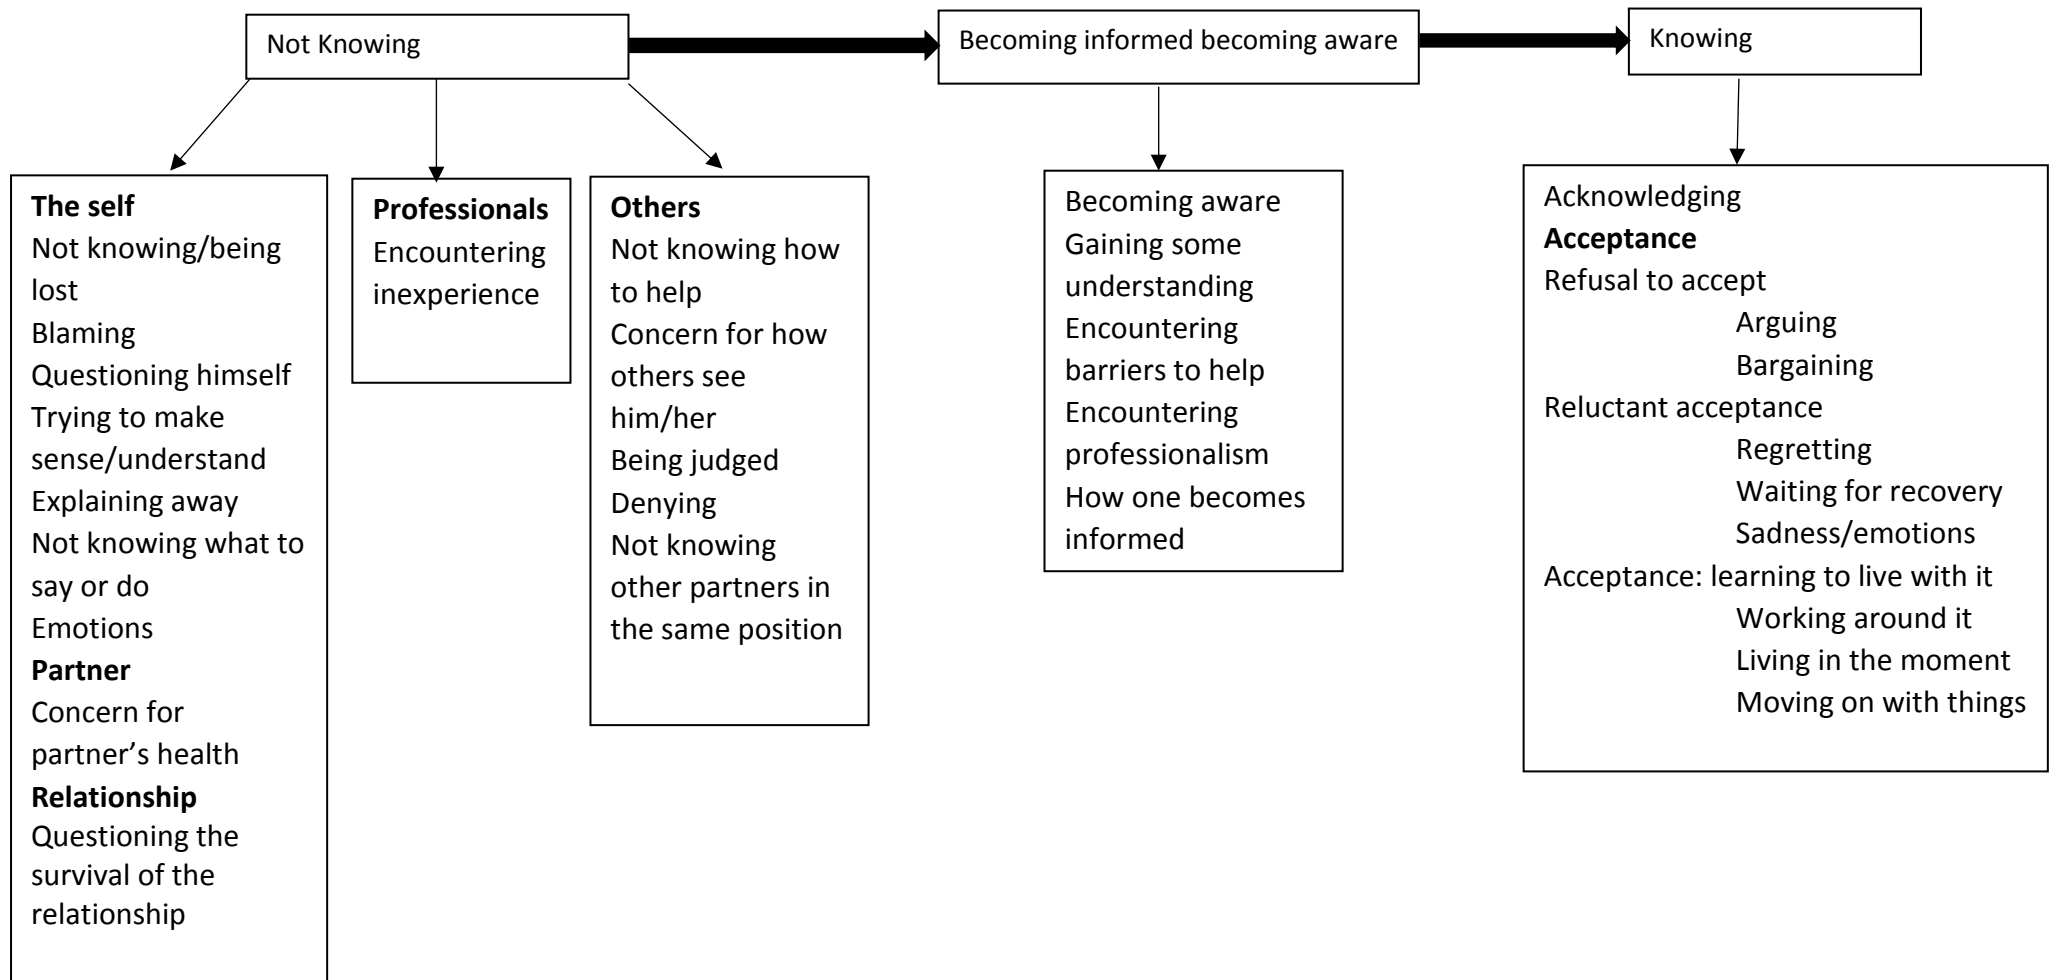 Not Knowing
Becoming informed becoming aware
Knowing
The self
Not knowing/being
lost
Blaming
Questioning himself
Trying to make
sense/understand
Explaining away
Not knowing what to
say or do
Emotions
Partner
Concern for
partner’s health
Relationship
Questioning the
survival of the
relationship
Professionals
Encountering
inexperience
Others
Not knowing how
to help
Concern for how
others see
him/her
Being judged
Denying
Not knowing
other partners in
the same position
Becoming aware
Gaining some
understanding
Encountering
barriers to help
Encountering
professionalism
How one becomes
informed
Acknowledging
Acceptance
Refusal to accept
Arguing
Bargaining
Reluctant acceptance
Regretting
Waiting for recovery
Sadness/emotions
Acceptance: learning to live with it
Working around it
Living in the moment
Moving on with things